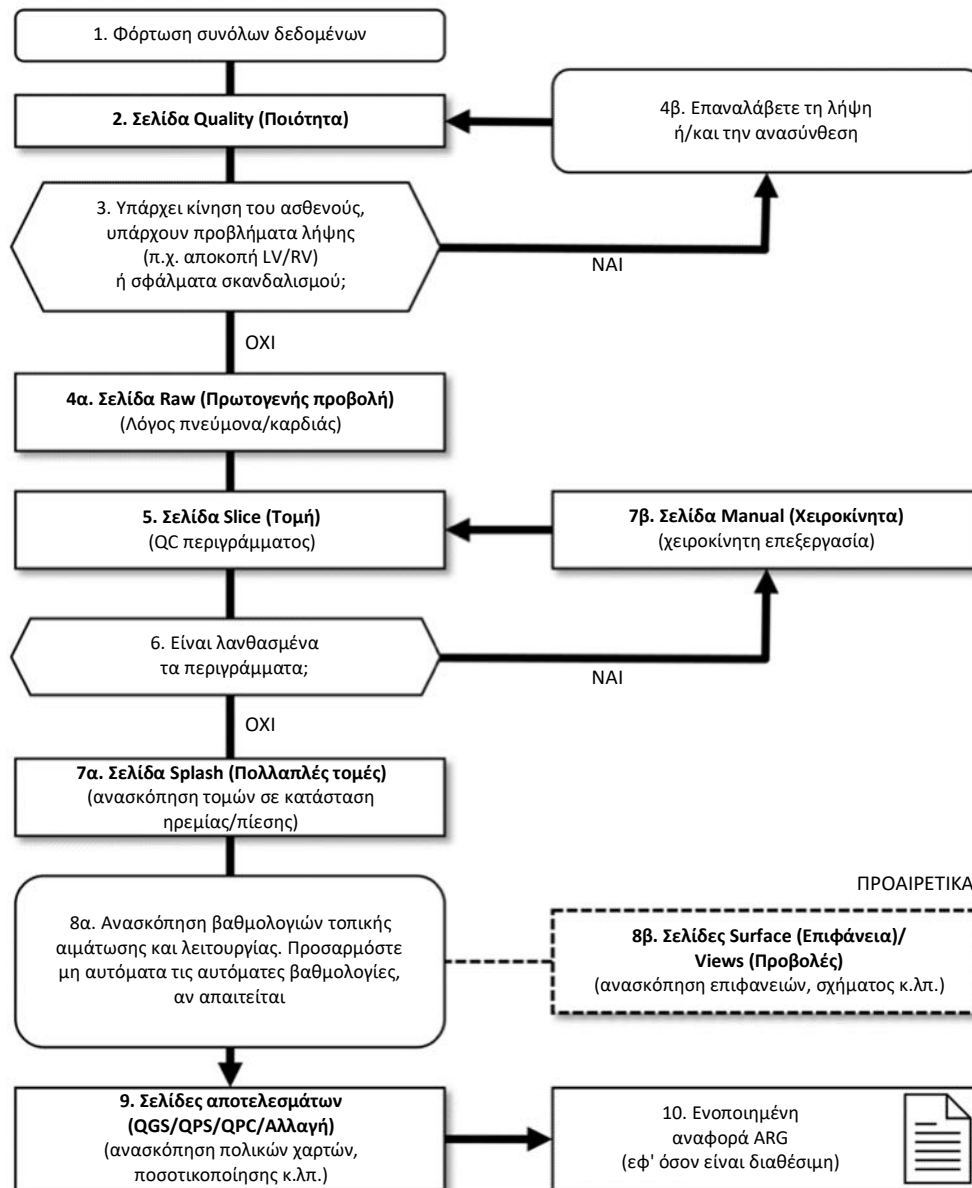 1. Φόρτωση συνόλων δεδομένων
2. Σελίδα Quality (Ποιότητα)
4β. Επαναλάβετε τη λήψη
ή/και την ανασύνθεση
3. Υπάρχει κίνηση του ασθενούς,
υπάρχουν προβλήματα λήψης
(π.χ. αποκοπή LV/RV)
ή σφάλματα σκανδαλισμού;
ΝΑΙ
ΟΧΙ
4α. Σελίδα Raw (Πρωτογενής προβολή)
(Λόγος πνεύμονα/καρδιάς)
5. Σελίδα Slice (Τομή)
(QC περιγράμματος)
7β. Σελίδα Manual (Χειροκίνητα)
(χειροκίνητη επεξεργασία)
6. Είναι λανθασμένα
τα περιγράμματα;
ΝΑΙ
ΟΧΙ
7α. Σελίδα Splash (Πολλαπλές τομές)
(ανασκόπηση τομών σε κατάσταση
ηρεμίας/πίεσης)
8α. Ανασκόπηση βαθμολογιών τοπικής
αιμάτωσης και λειτουργίας. Προσαρμόστε
μη αυτόματα τις αυτόματες βαθμολογίες,
αν απαιτείται
ΠΡΟΑΙΡΕΤΙΚΑ
8β. Σελίδες Surface (Επιφάνεια)/
Views (Προβολές)
(ανασκόπηση επιφανειών, σχήματος κ.λπ.)
9. Σελίδες αποτελεσμάτων
(QGS/QPS/QPC/Αλλαγή)
(ανασκόπηση πολικών χαρτών,
ποσοτικοποίησης κ.λπ.)
10. Ενοποιημένη
αναφορά ARG
(εφ' όσον είναι διαθέσιμη)